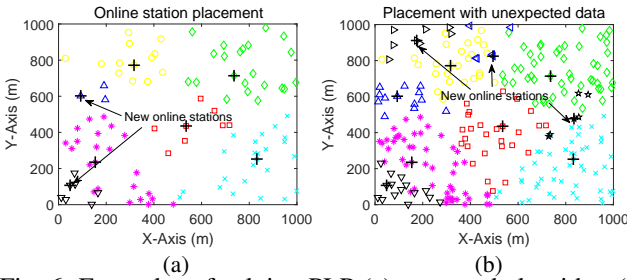 Online station placement
1000
800
600
400
200
0
Y-Axis (m)
New online stations
0 200 400 600 800 1000
X-Axis (m)
(a)
Placement with unexpected data
1000
800
600
400
200
0
Y-Axis (m)
New online stations
0 200 400 600 800 1000
X-Axis (m)
(b)